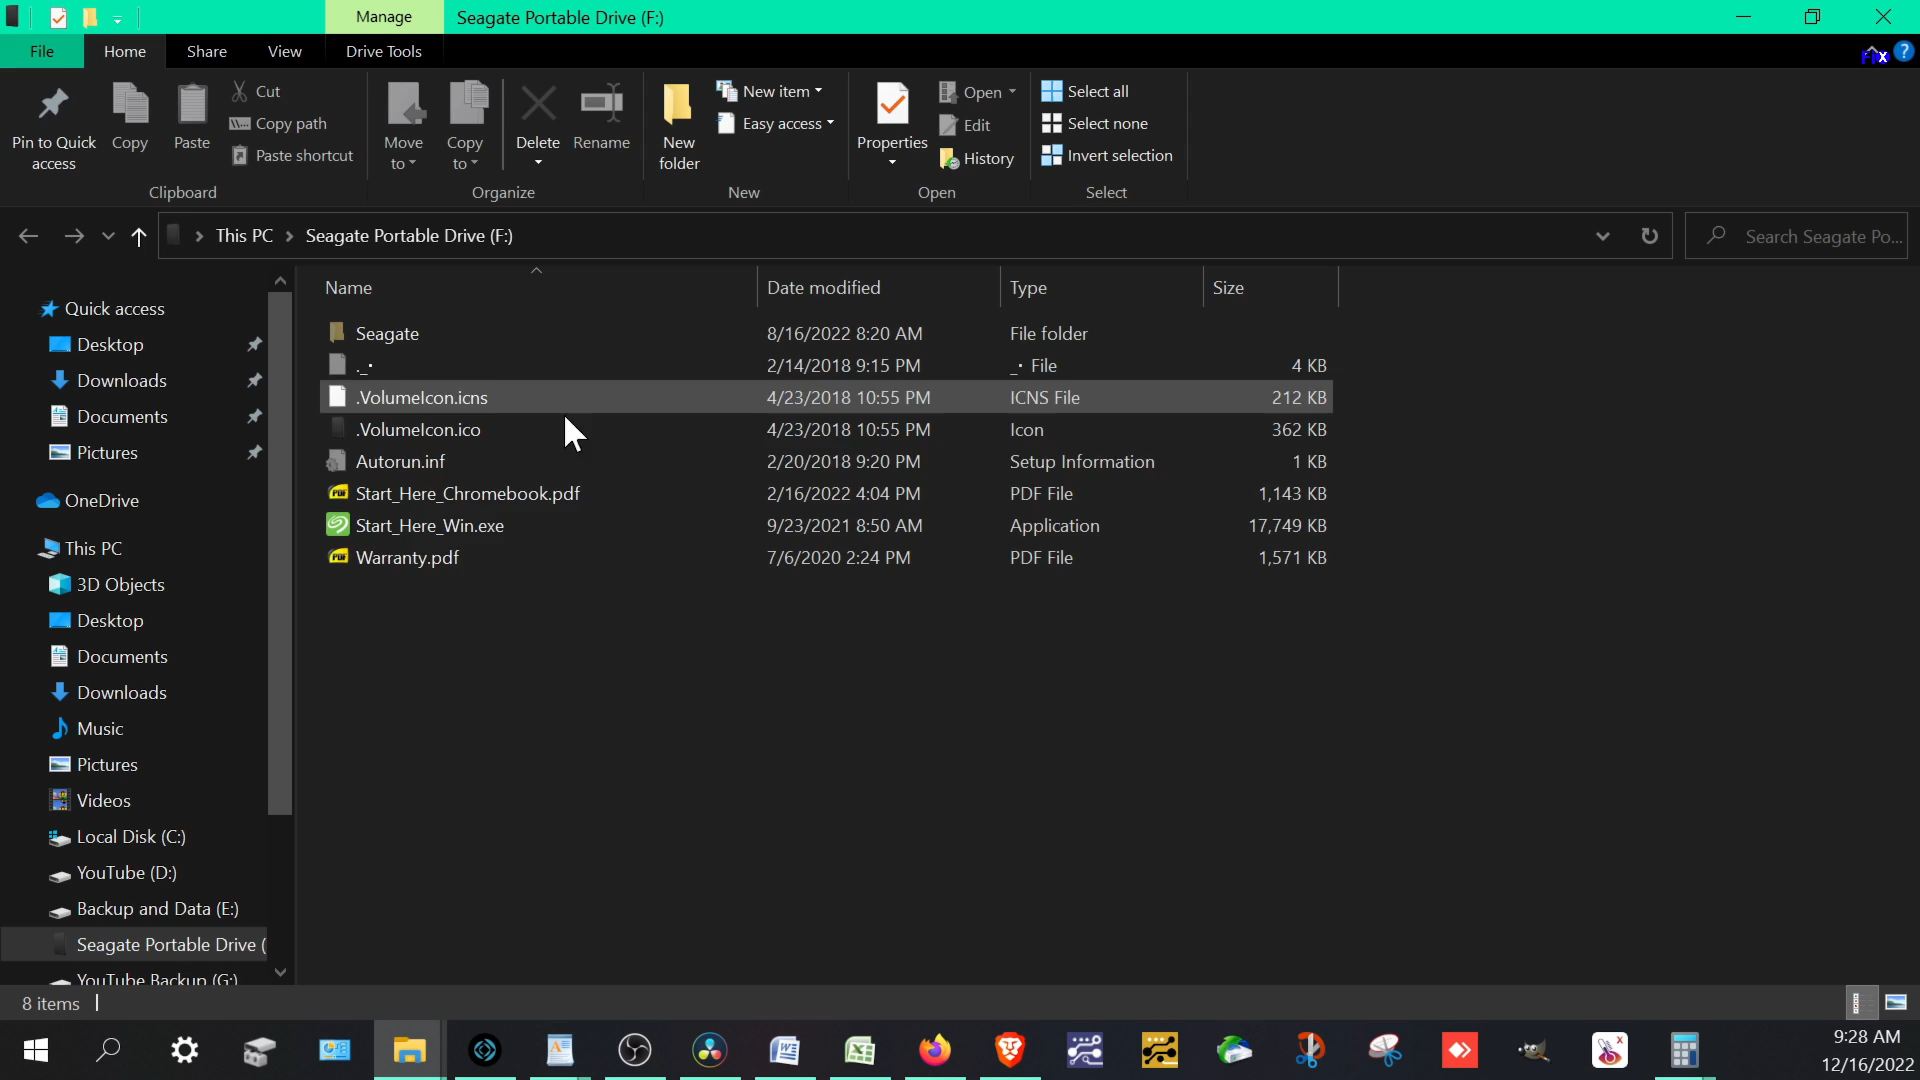 Manage
Seagate Portable Drive (F:)
File
Home
Share
View
Drive Tools
Pin to Quick access
Copy
Paste
Cut
Copy path
Paste shortcut
Clipboard
Move to
Copy to
Delete
Rename
Organize
New folder
New item
Easy access
New
Properties
Open
Edit
History
Open
Select all
Select none
Invert selection
Select
This PC
Seagate Portable Drive (F:)
Search Seagate Po...
Name
Date modified
Type
Size
Seagate 8/16/2022 8:20 AM File folder
._. 2/14/2018 9:15 PM _. File 4 KB
.VolumeIcon.icns 4/23/2018 10:55 PM ICNS File 212 KB
.VolumeIcon.ico 4/23/2018 10:55 PM Icon 362 KB
Autorun.inf 2/20/2018 9:20 PM Setup Information 1 KB
Start_Here_Chromebook.pdf 2/16/2022 4:04 PM PDF File 1,143 KB
Start_Here_Win.exe 9/23/2021 8:50 AM Application 17,749 KB
Warranty.pdf 7/6/2020 2:24 PM PDF File 1,571 KB
Quick access
Desktop
Downloads
Documents
Pictures
OneDrive
This PC
3D Objects
Desktop
Documents
Downloads
Music
Pictures
Videos
Local Disk (C:)
YouTube (D:)
Backup and Data (E:)
Seagate Portable Drive (
YouTube Backup (G:)
8 items
9:28 AM
12/16/2022